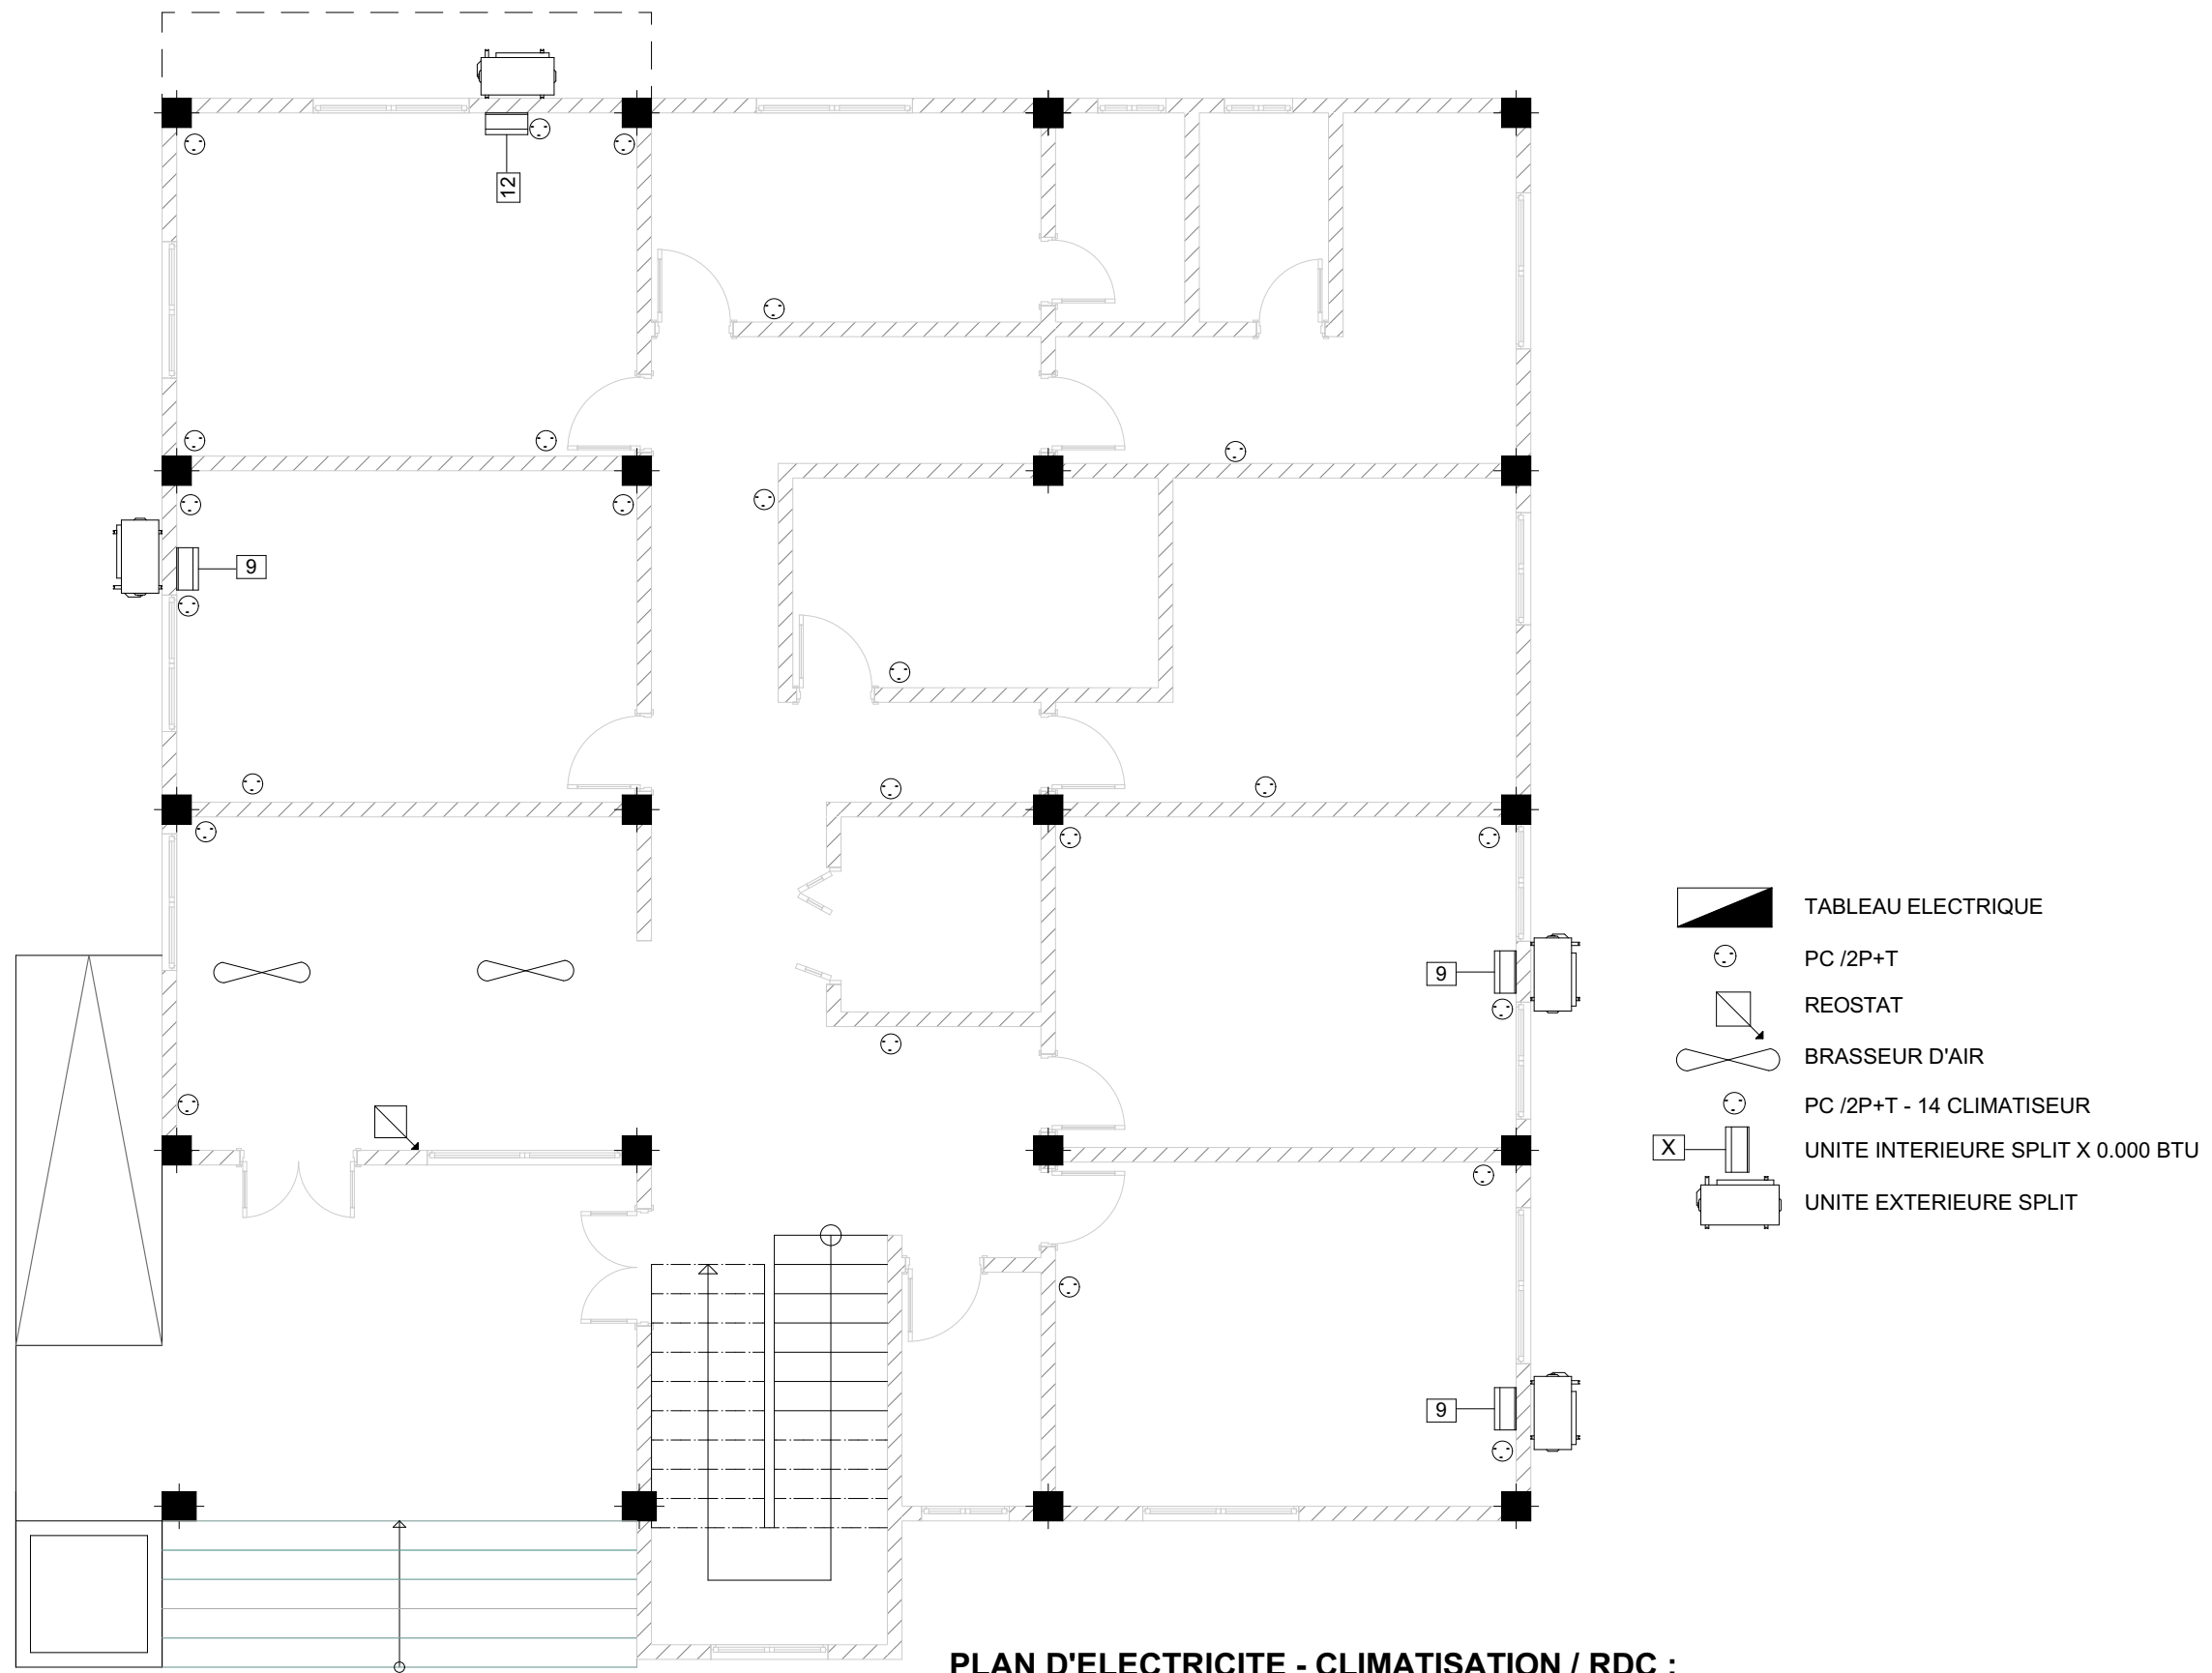 12
9
9
9
TABLEAU ELECTRIQUE
PC /2P+T
REOSTAT
BRASSEUR D'AIR
PC /2P+T - 14 CLIMATISEUR
X UNITE INTERIEURE SPLIT X 0.000 BTU
UNITE EXTERIEURE SPLIT
PLAN D'ELECTRICITE - CLIMATISATION / RDC :